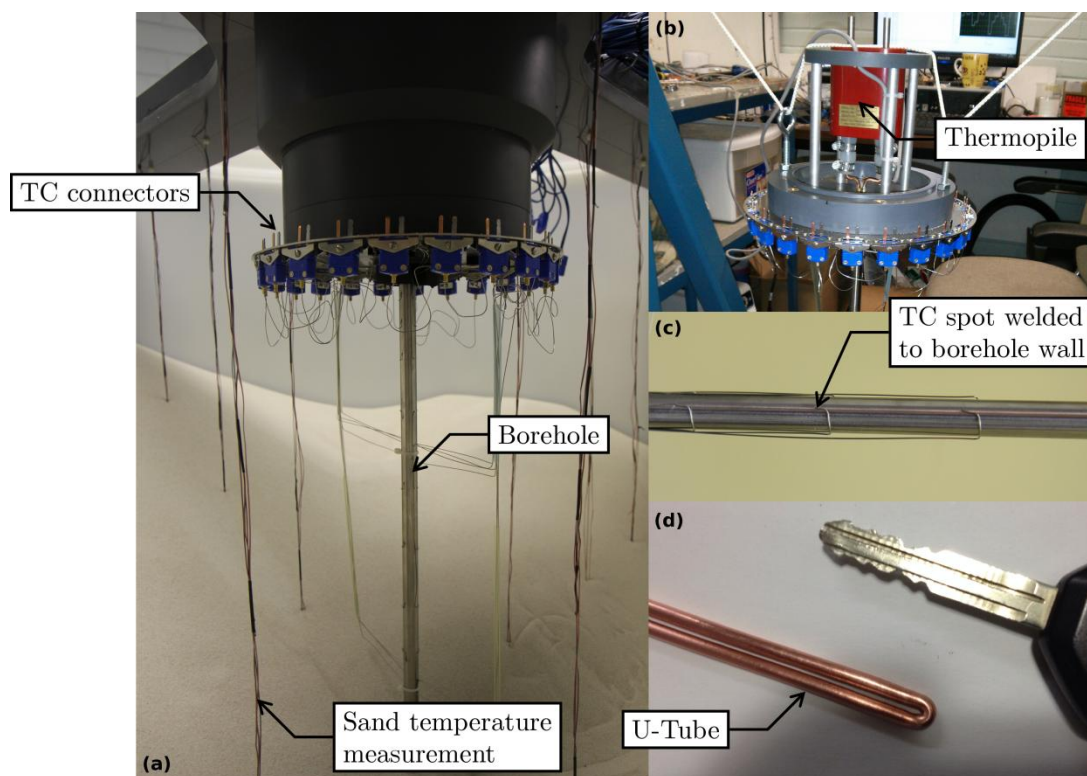 (a)
TC connectors
Borehole
Sand temperature
measurement
(b)
Thermopile
(c)
TC spot welded
to borehole wall
(d)
U-Tube